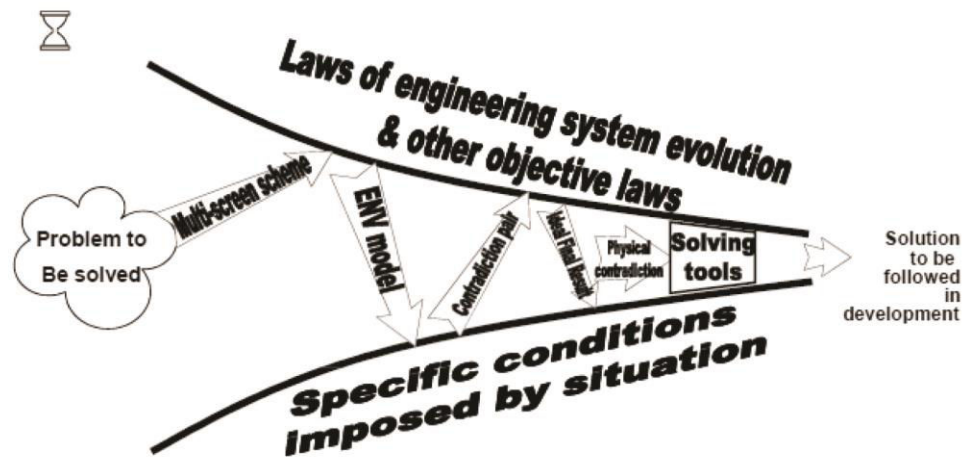 Laws of engineering system evolution
& other objective laws
Multi-screen scheme
ENV model
Contradiction pair
Ideal Final Result
Physical
contradiction
Solving
tools
Problem to
Be solved
Solution
to be
followed
in
development
Specific conditions
imposed by situation